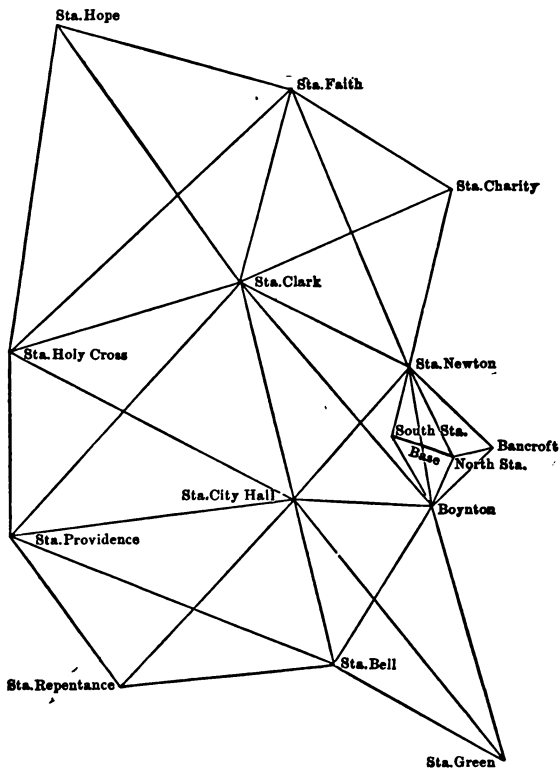 Sta.Hope
Sta.Faith
Sta.Charity
Sta.Clark
Sta.Holy Cross
Sta.Newton
South Sta.
Bancroft
Base
North Sta.
Sta.City Hall
Boynton
Sta.Providence
Sta.Bell
Sta.Repentance
Sta.Green